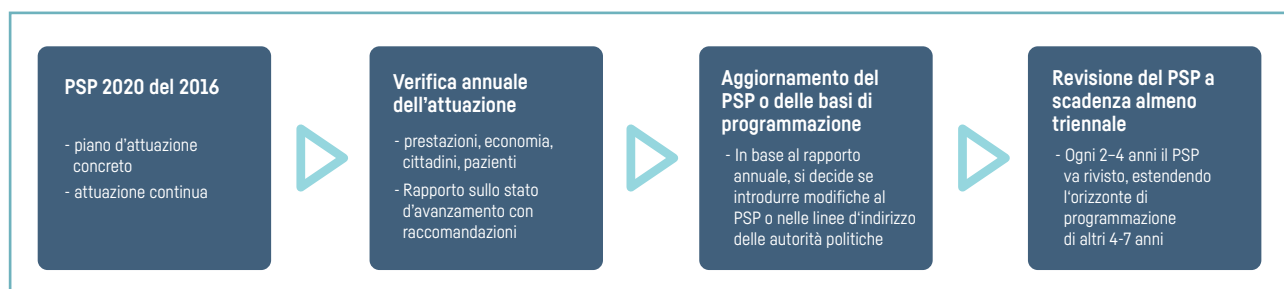 PSP 2020 del 2016
- piano d'attuazione
concreto
- attuazione continua
Verifica annuale
dell'attuazione
- prestazioni, economia,
cittadini, pazienti
- Rapporto sullo stato
d'avanzamento con
raccomandazioni
Aggiornamento del
PSP o delle basi di
programmazione
- In base al rapporto
annuale, si decide se
introdurre modifiche al
PSP o nelle linee d'indirizzo
delle autorità politiche
Revisione del PSP a
scadenza almeno
triennale
- Ogni 2–4 anni il PSP
va rivisto, estendendo
l'orizzonte di
programmazione
di altri 4-7 anni